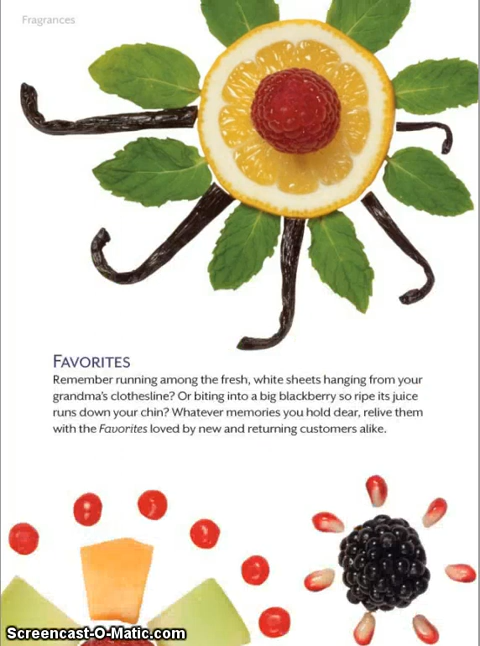 Fragrances
FAVORITES
Remember running among the fresh, white sheets hanging from your
grandma's clothesline? Or biting into a big blackberry so ripe its juice
runs down your chin? Whatever memories you hold dear, relive them
with the Favorites loved by new and returning customers alike.
Screencast-O-Matic.com